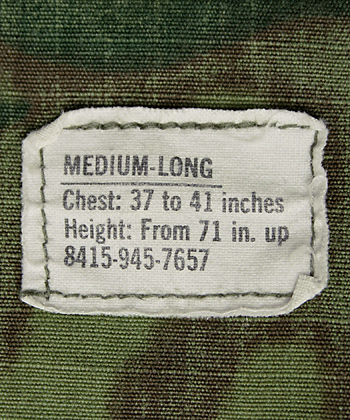 MEDIUM-LONG
Chest: 37 to 41 inches
Height: From 71 in. up
8415-945-7657